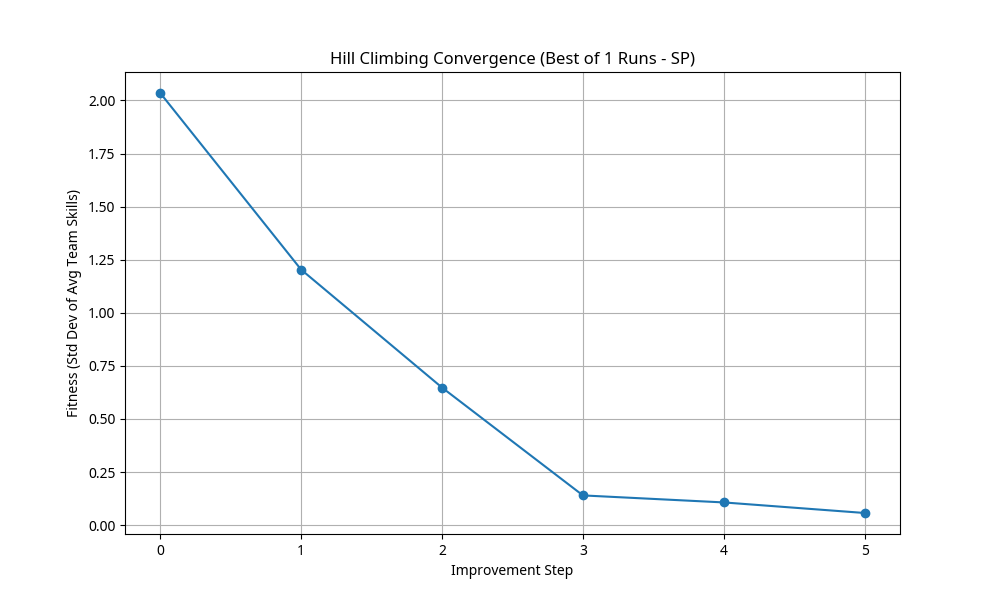 Hill Climbing Convergence (Best of 1 Runs - SP)
Fitness (Std Dev of Avg Team Skills)
2.00
1.75
1.50
1.25
1.00
0.75
0.50
0.25
0.00
0 1 2 3 4 5
Improvement Step